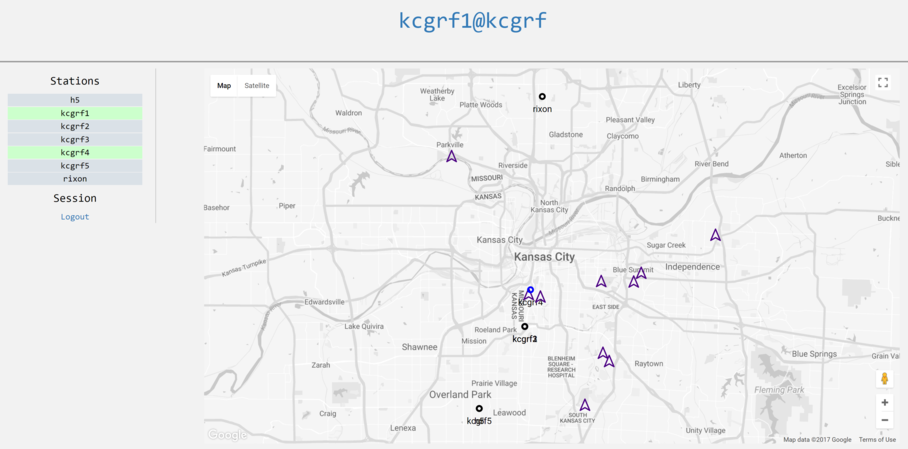 kcgrf1@kcgrf
Stations
h5
kcgrf1
kcgrf2
kcgrf3
kcgrf4
kcgrf5
rixon
Session
Logout
Map
Satellite
Weatherby
Lake
Platte Woods
rixon
Liberty
Excelsior
Springs
Junction
Waldron
Pleasant Valley
Gladstone
Claycomo
Fairmount
Parkville
Riverside
River Bend
Atherton
MISSOURI
KANSAS
Birmingham
Randolph
Basehor
Piper
North
Kansas City
Kansas City
Kansas City
Sugar Creek
Kansas Turnpike
Blue Summit
Independence
Edwardsville
MISSOURI
KANSAS
kcgrf4
EAST SIDE
Lake Quivira
Roeland Park
Mission
Shawnee
Zarah
BLENHEIM
SQUARE -
RESEARCH
HOSPITAL
Raytown
Blue Springs
Grain Va
Prairie Village
Overland Park
Fleming Park
Craig
Leawood
SOUTH
KANSAS CITY
Lenexa
Unity Village
Google
Map data ©2017 Google
Terms of Use